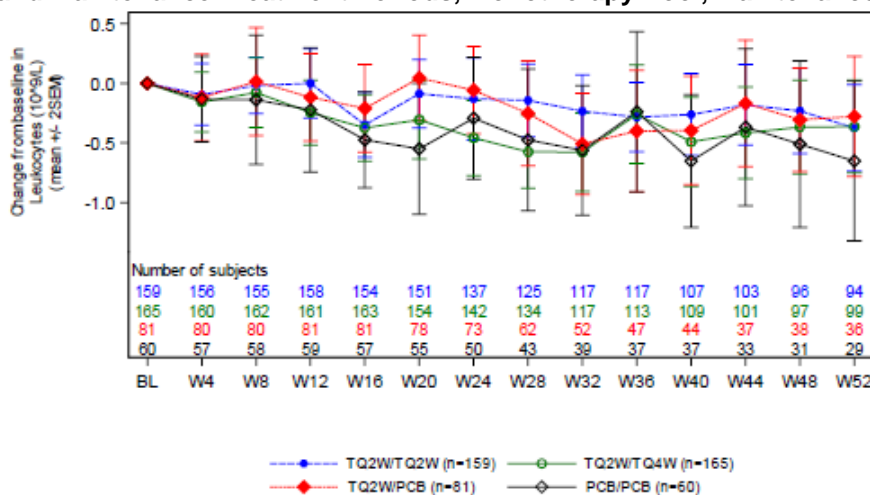 Change from baseline in
Leukocytes (10^9/L)
(mean +/- 2SEM)
0.5
0.0
-0.5
-1.0
Number of subjects
159 156 155 158 154 151 137 125 117 117 107 103 96 94
165 160 162 161 163 154 142 134 117 113 109 101 97 99
81 80 80 81 81 78 73 62 52 47 44 37 38 36
60 57 58 59 57 55 50 43 39 37 37 33 31 29
BL W4 W8 W12 W16 W20 W24 W28 W32 W36 W40 W44 W48 W52
TQ2W/TQ2W (n=159) TQ2W/TQ4W (n=165)
TQ2W/PCB (n=81) PCB/PCB (n=60)